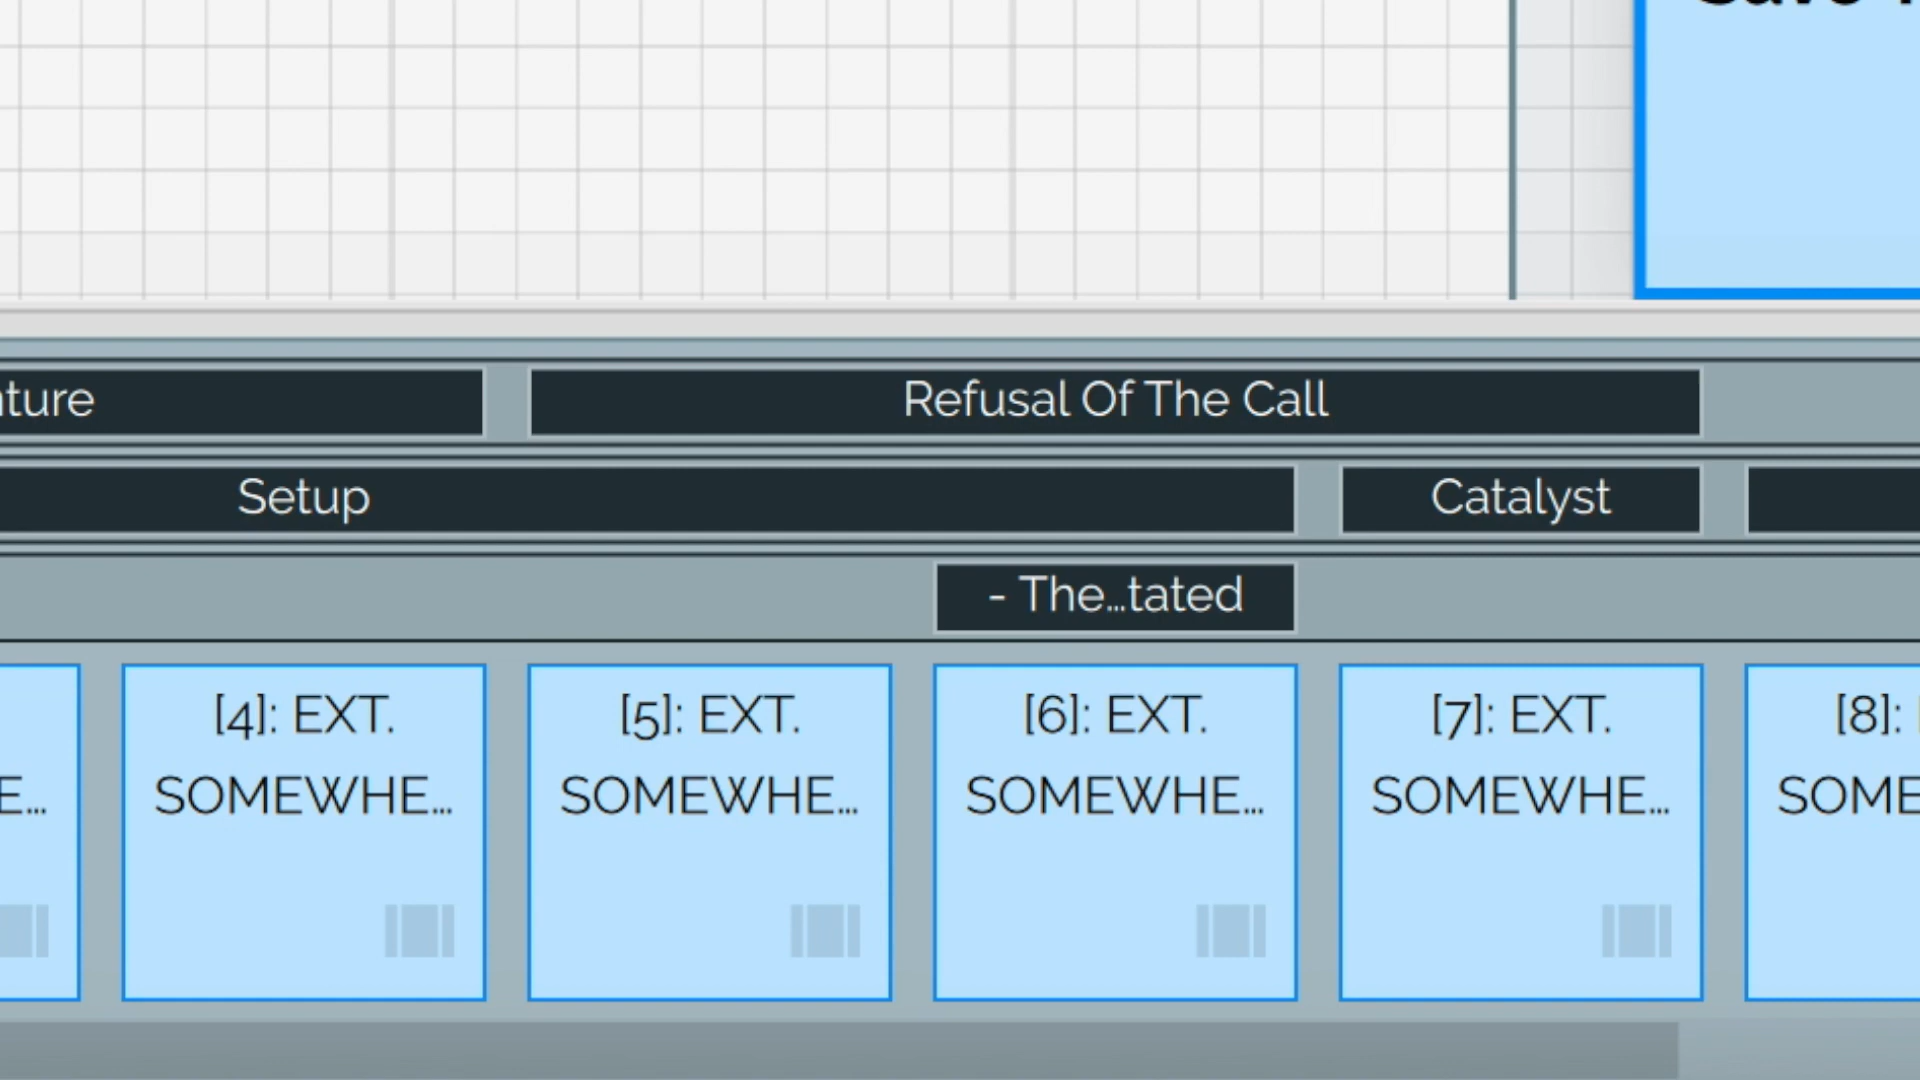 Refusal Of The Call
Setup
Catalyst
- The…tated
[4]: EXT.
SOMEWHE…
[5]: EXT.
SOMEWHE…
[6]: EXT.
SOMEWHE…
[7]: EXT.
SOMEWHE…
[8]: